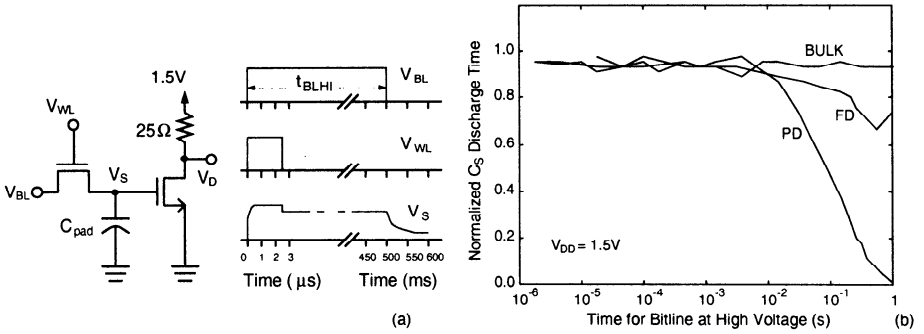 (a)
1.5V
V_WL
25Ω
V_BL
V_S
V_D
C_pad
t_BLHI
V_BL
V_WL
V_S
0 1 2 3 450 500 550 600
Time (μs) Time (ms)
(a)
(b)
Normalized C_S Discharge Time
1.0
0.8
0.6
0.4
0.2
0.0
BULK
FD
PD
V_DD = 1.5V
10^-6 10^-5 10^-4 10^-3 10^-2 10^-1 1
Time for Bitline at High Voltage (s)
(b)